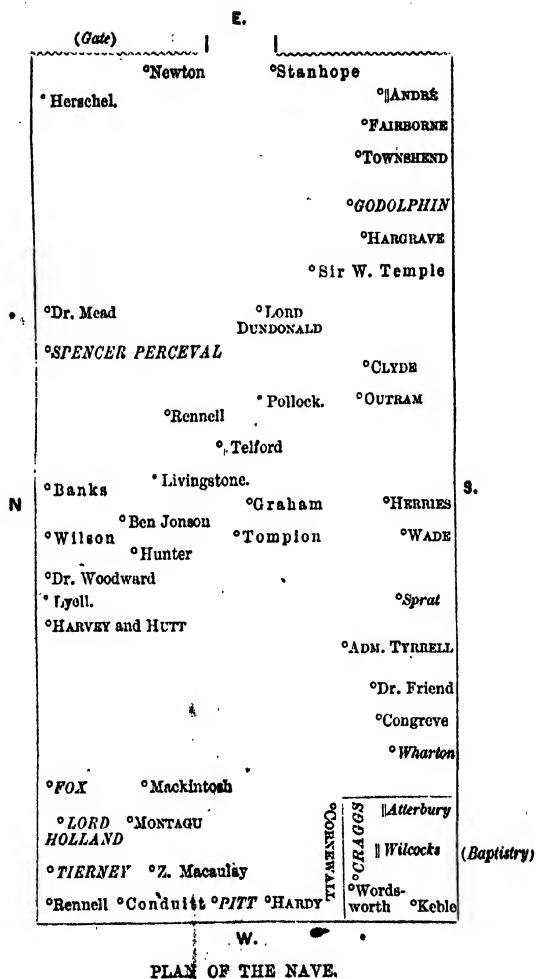 E.
(Gate)
°Newton °Stanhope
° Herschel. °||ANDRÉ
°FAIRBORNE
°TOWNSHEND
°GODOLPHIN
°HARGRAVE
°Sir W. Temple
°Dr. Mead °LORD
DUNDONALD
°SPENCER PERCEVAL
°CLYDE
° Pollock. °OUTRAM
°Rennell
°Telford
° Livingstone.
°Banks S.
N °Graham °HERRIES
°Ben Jonson
°Wilson °Tompion °WADE
°Hunter
°Dr. Woodward
° Lyell. °Sprat
°HARVEY and HUTT
°ADM. TYRRELL
°Dr. Friend
°Congreve
°Wharton
°FOX °Mackintosh
°LORD °MONTAGU
HOLLAND
°CORNEWALL
°CRAGGS
||Atterbury
||Wilcocks (Baptistry)
°TIERNEY °Z. Macaulay
°Words-
worth °Keble
°Rennell °Conduitt °PITT °HARDY
W.
PLAN OF THE NAVE.